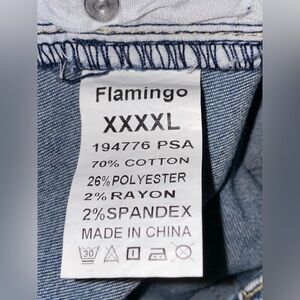 Flamingo
XXXXL
194776 PSA
70% COTTON
26%POLYESTER
2%RAYON
2%SPANDEX
MADE IN CHINA
30